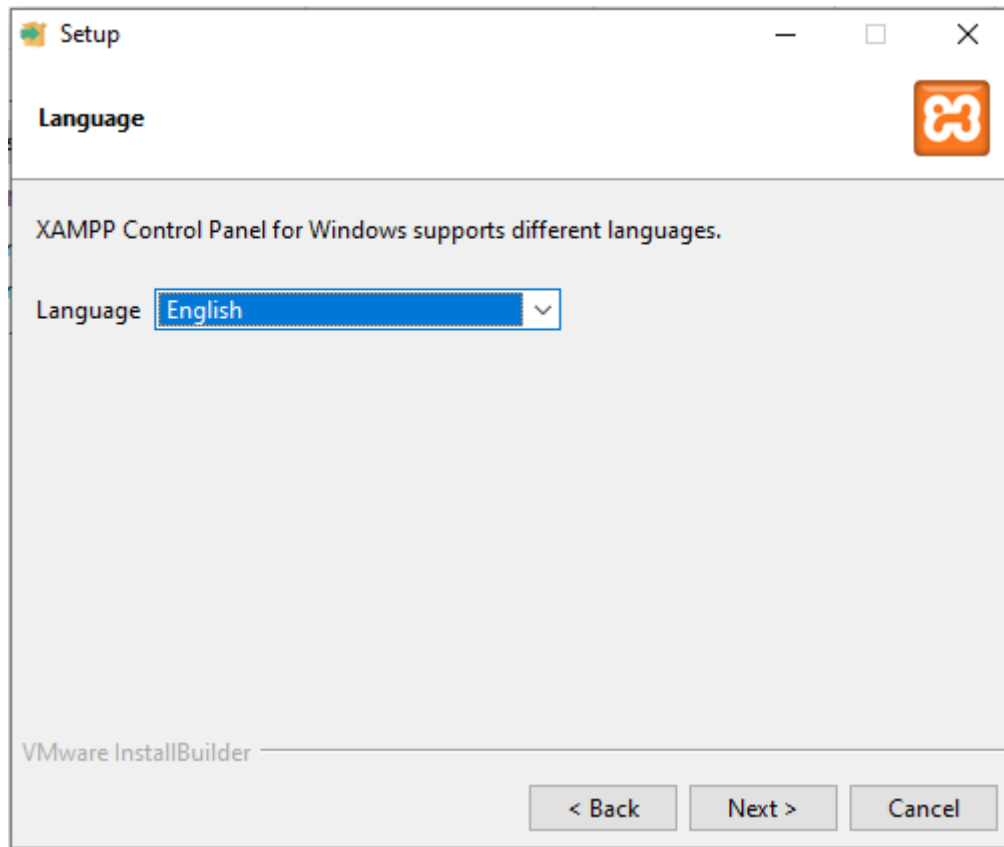 Setup
Language
XAMPP Control Panel for Windows supports different languages.
Language English
VMware InstallBuilder
< Back Next > Cancel